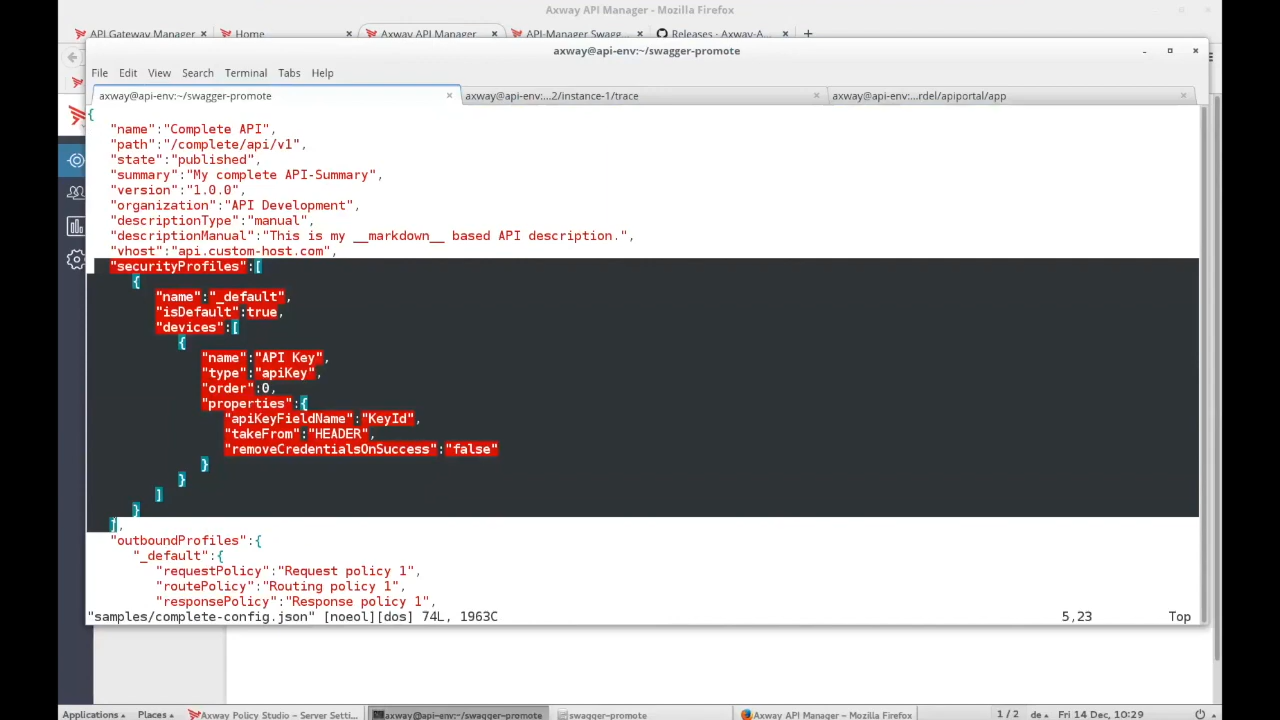 Axway API Manager - Mozilla Firefox
API Gateway Manager × Home × Axway API Manager × API-Manager Swagg... × Releases · Axway-A... × +
axway@api-env:~/swagger-promote
File Edit View Search Terminal Tabs Help
axway@api-env:~/swagger-promote × axway@api-env:...2/instance-1/trace × axway@api-env:...rdel/apiportal/app ×
{
"name":"Complete API",
"path":"/complete/api/v1",
"state":"published",
"summary":"My complete API-Summary",
"version":"1.0.0",
"organization":"API Development",
"descriptionType":"manual",
"descriptionManual":"This is my __markdown__ based API description.",
"vhost":"api.custom-host.com",
"securityProfiles":[
{
"name":"_default",
"isDefault":true,
"devices":[
{
"name":"API Key",
"type":"apiKey",
"order":0,
"properties":{
"apiKeyFieldName":"KeyId",
"takeFrom":"HEADER",
"removeCredentialsOnSuccess":"false"
}
}
]
}
],
"outboundProfiles":{
"_default":{
"requestPolicy":"Request policy 1",
"routePolicy":"Routing policy 1",
"responsePolicy":"Response policy 1",
"samples/complete-config.json" [noeol][dos] 74L, 1963C 5,23 Top
Applications Places Axway Policy Studio – Server Setti... axway@api-env:~/swagger-promote swagger-promote Axway API Manager – Mozilla Firefox 1 / 2 de Fri 14 Dec, 10:29